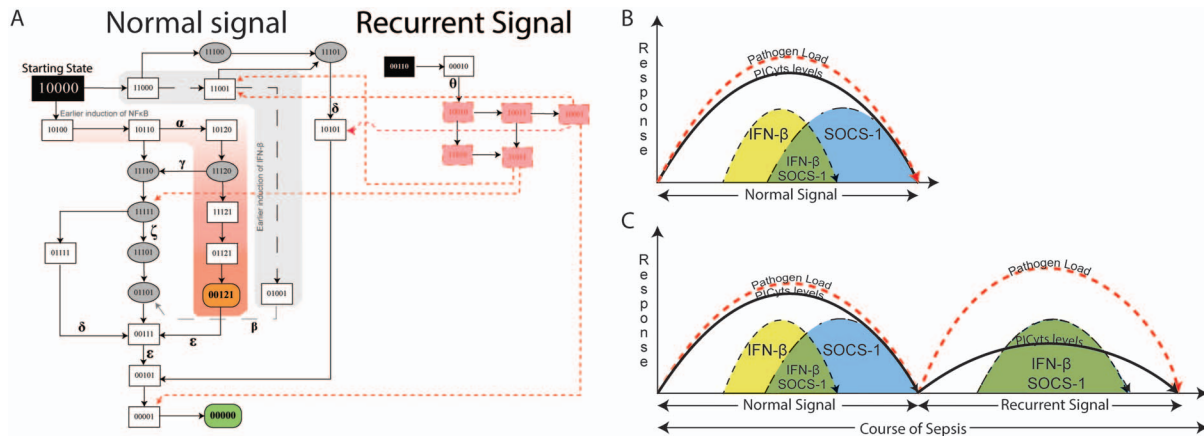 A
Normal signal
Recurrent Signal
11100
11101
Starting State
10000
11000
11001
00110
00010
θ
δ
10101
Earlier induction of NFκB
10100
10110
α
10120
Earlier induction of IFN-β
11110
γ
11120
11111
ζ
11121
01111
11101
01121
01101
00121
01001
δ
β
ε
00111
ε
00101
00001
00000
B
Response
Pathogen Load
PICyts levels
IFN-β
SOCS-1
IFN-β
SOCS-1
Normal Signal
C
Response
Pathogen Load
PICyts levels
IFN-β
SOCS-1
IFN-β
SOCS-1
Pathogen Load
PICyts levels
IFN-β
SOCS-1
Normal Signal
Recurrent Signal
Course of Sepsis